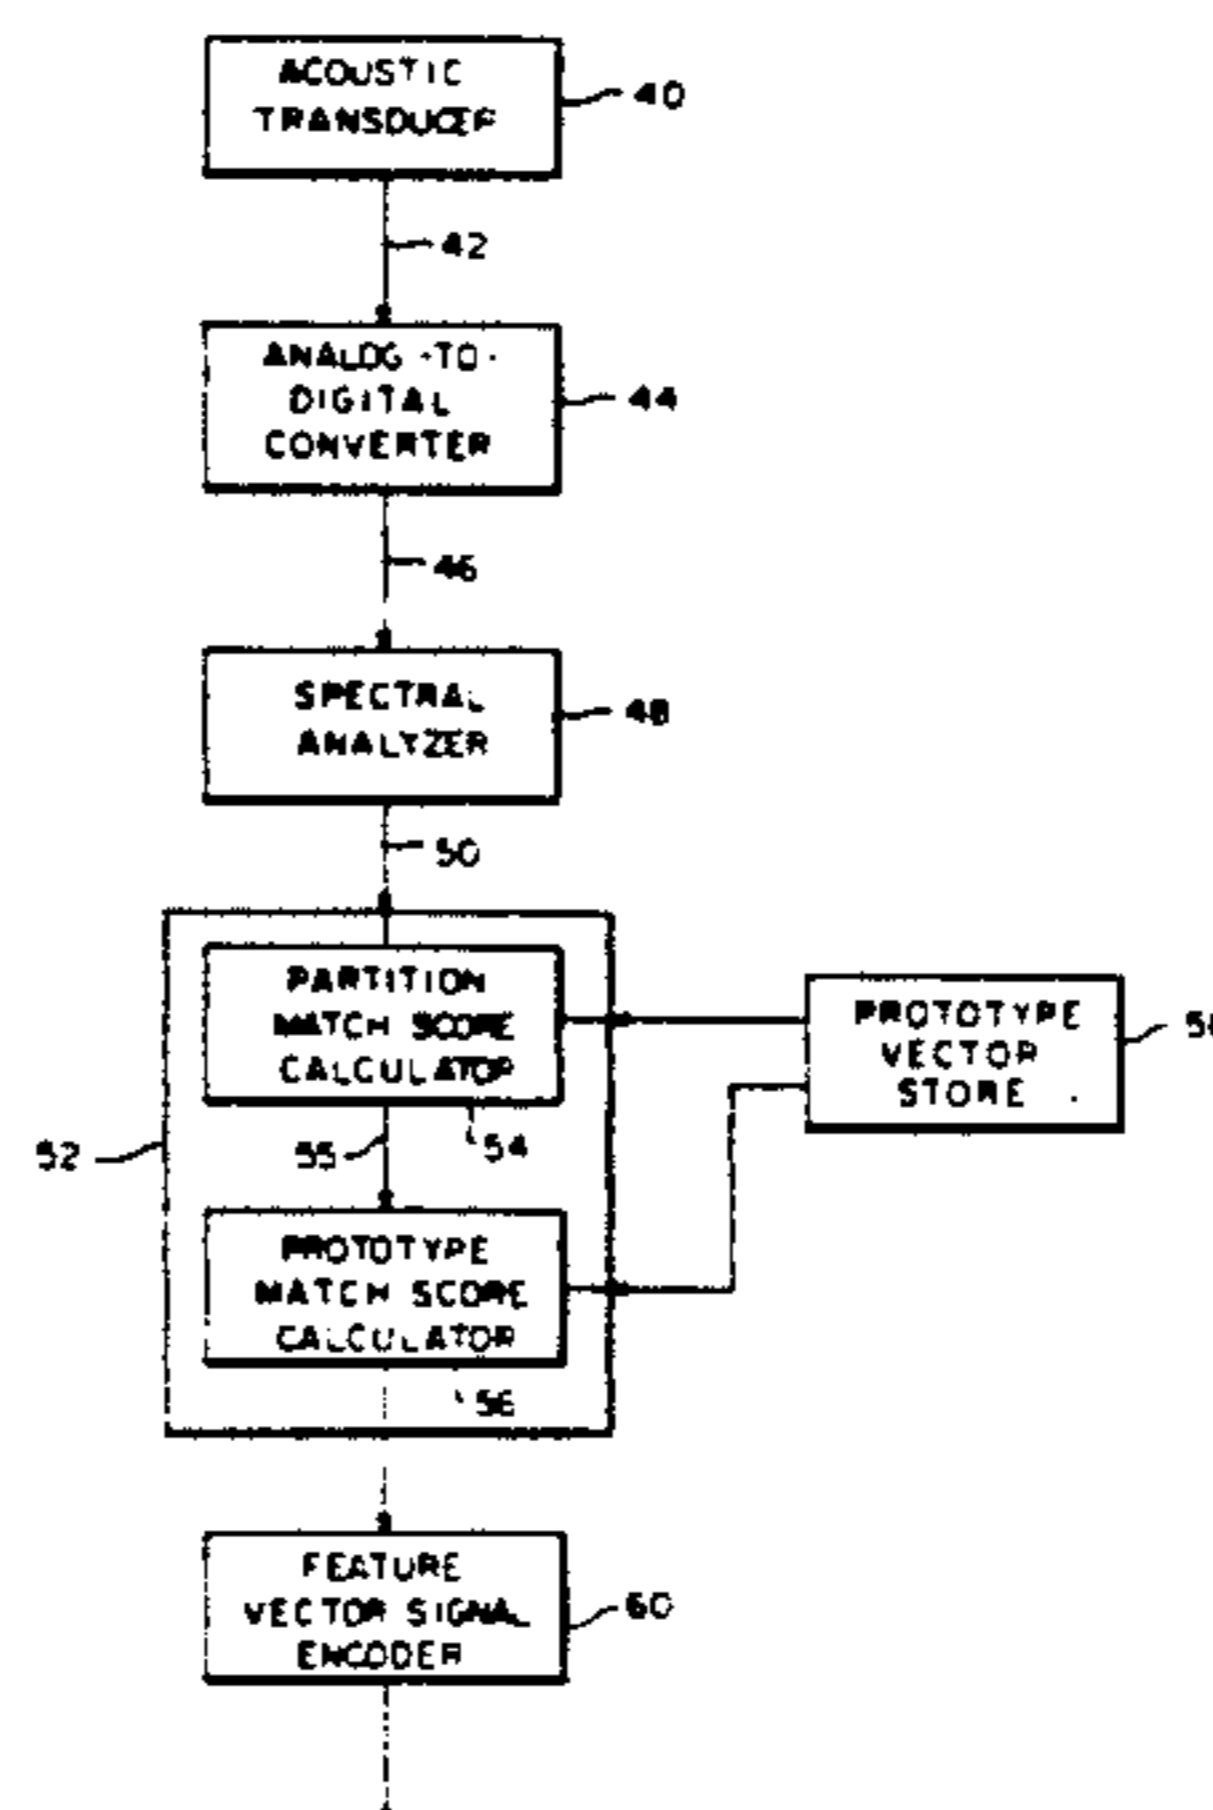 ACOUSTIC
TRANSDUCER
40
42
ANALOG-TO-
DIGITAL
CONVERTER
44
46
SPECTRAL
ANALYZER
48
50
PARTITION
MATCH SCORE
CALCULATOR
PROTOTYPE
VECTOR
STORE
52
55
54
PROTOTYPE
MATCH SCORE
CALCULATOR
56
FEATURE
VECTOR SIGNAL
ENCODER
60